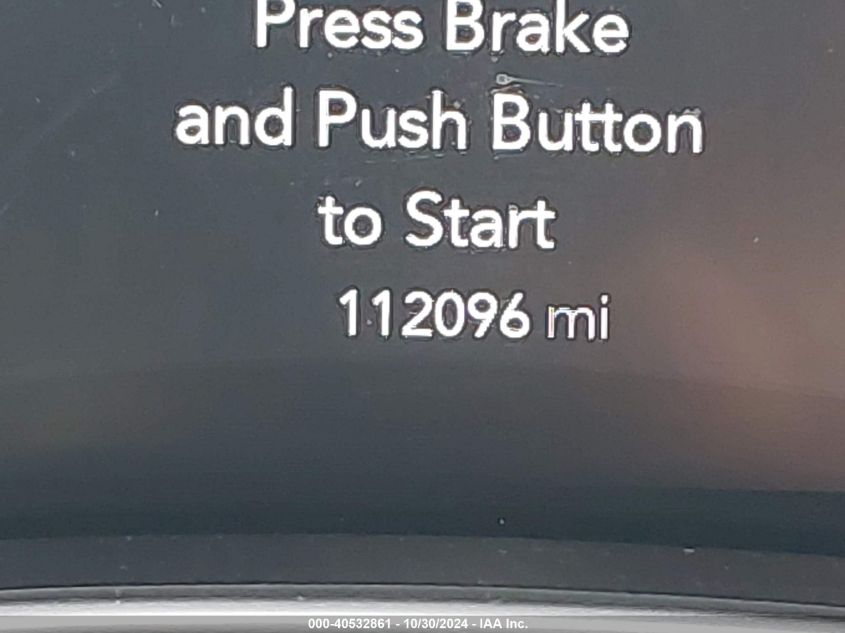 Press Brake
and Push Button
to Start
112096 mi
000-40532861 - 10/30/2024 - IAA Inc.